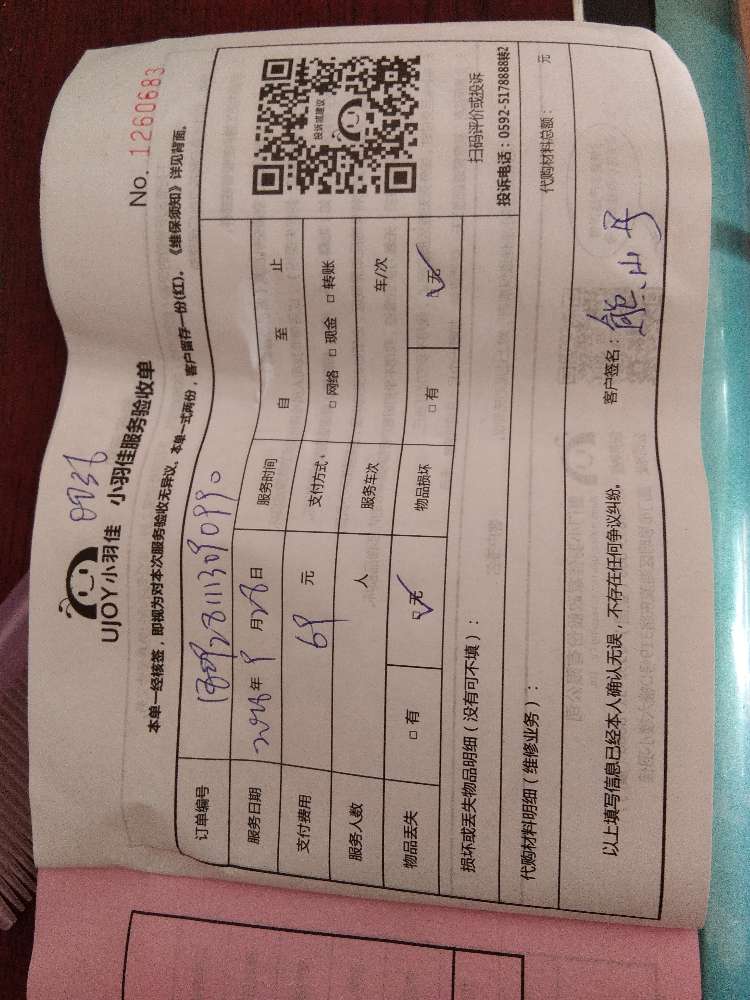 No. 1260683
0936
UJOY小羽佳 小羽佳服务验收单
本单一经核签，即视为对本次服务验收无异议、本单一式两份，客户留存一份(红)。《维保须知》详见背面。
订单编号
服务日期 年 9 月 28 日 服务时间 自 至 止
支付费用 69 元 支付方式 □ 网络 □ 现金 □ 转账
服务人数 人 服务车次 车/次
物品丢失 □ 有 □ 无 物品损坏 □ 有 □ 无
投诉或建议
扫码评价或投诉
投诉电话：0592-5178888转2
损坏或丢失物品明细（没有可不填）：
代购材料明细（维修业务）： 代购材料总额： 元
以上填写信息已经本人确认无误，不存在任何争议纠纷。 客户签名：